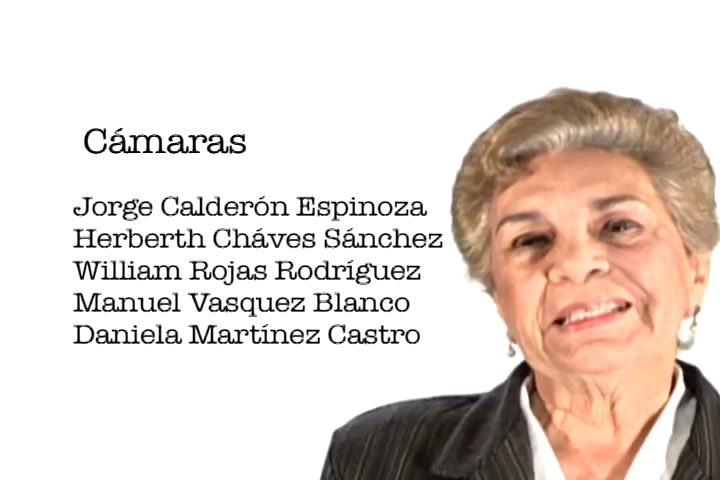 Cámaras
Jorge Calderón Espinoza
Herberth Cháves Sánchez
William Rojas Rodríguez
Manuel Vasquez Blanco
Daniela Martínez Castro